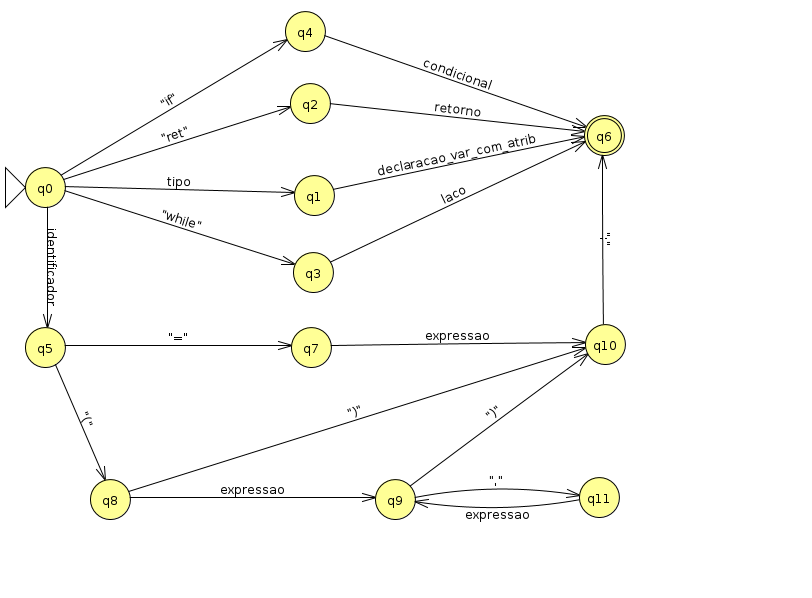 q4
"if"
condicional
q2
"ret"
retorno
q6
declaracao_var_com_atrib
tipo
q0
q1
laco
"while"
q3
identificador
";"
"="
expressao
q5
q7
q10
"("
")"
")"
expressao
","
q8
q9
q11
expressao